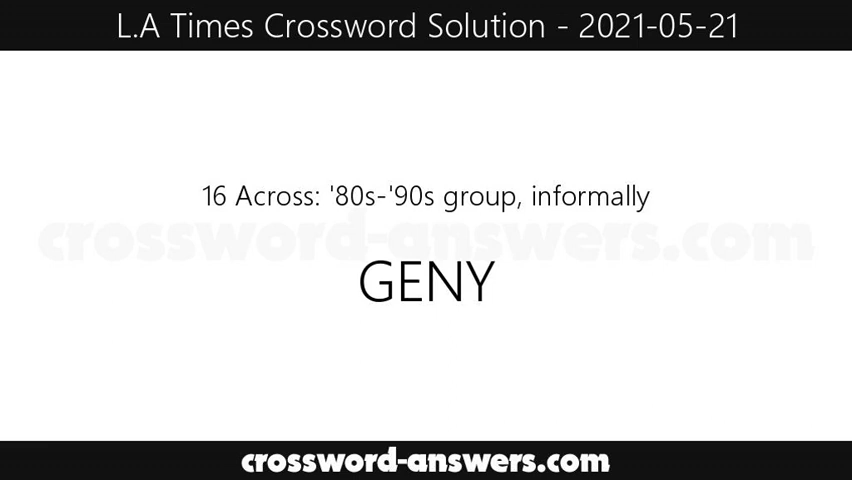 L.A Times Crossword Solution - 2021-05-21
16 Across: '80s-'90s group, informally
crossword-answers.com
GENY
crossword-answers.com